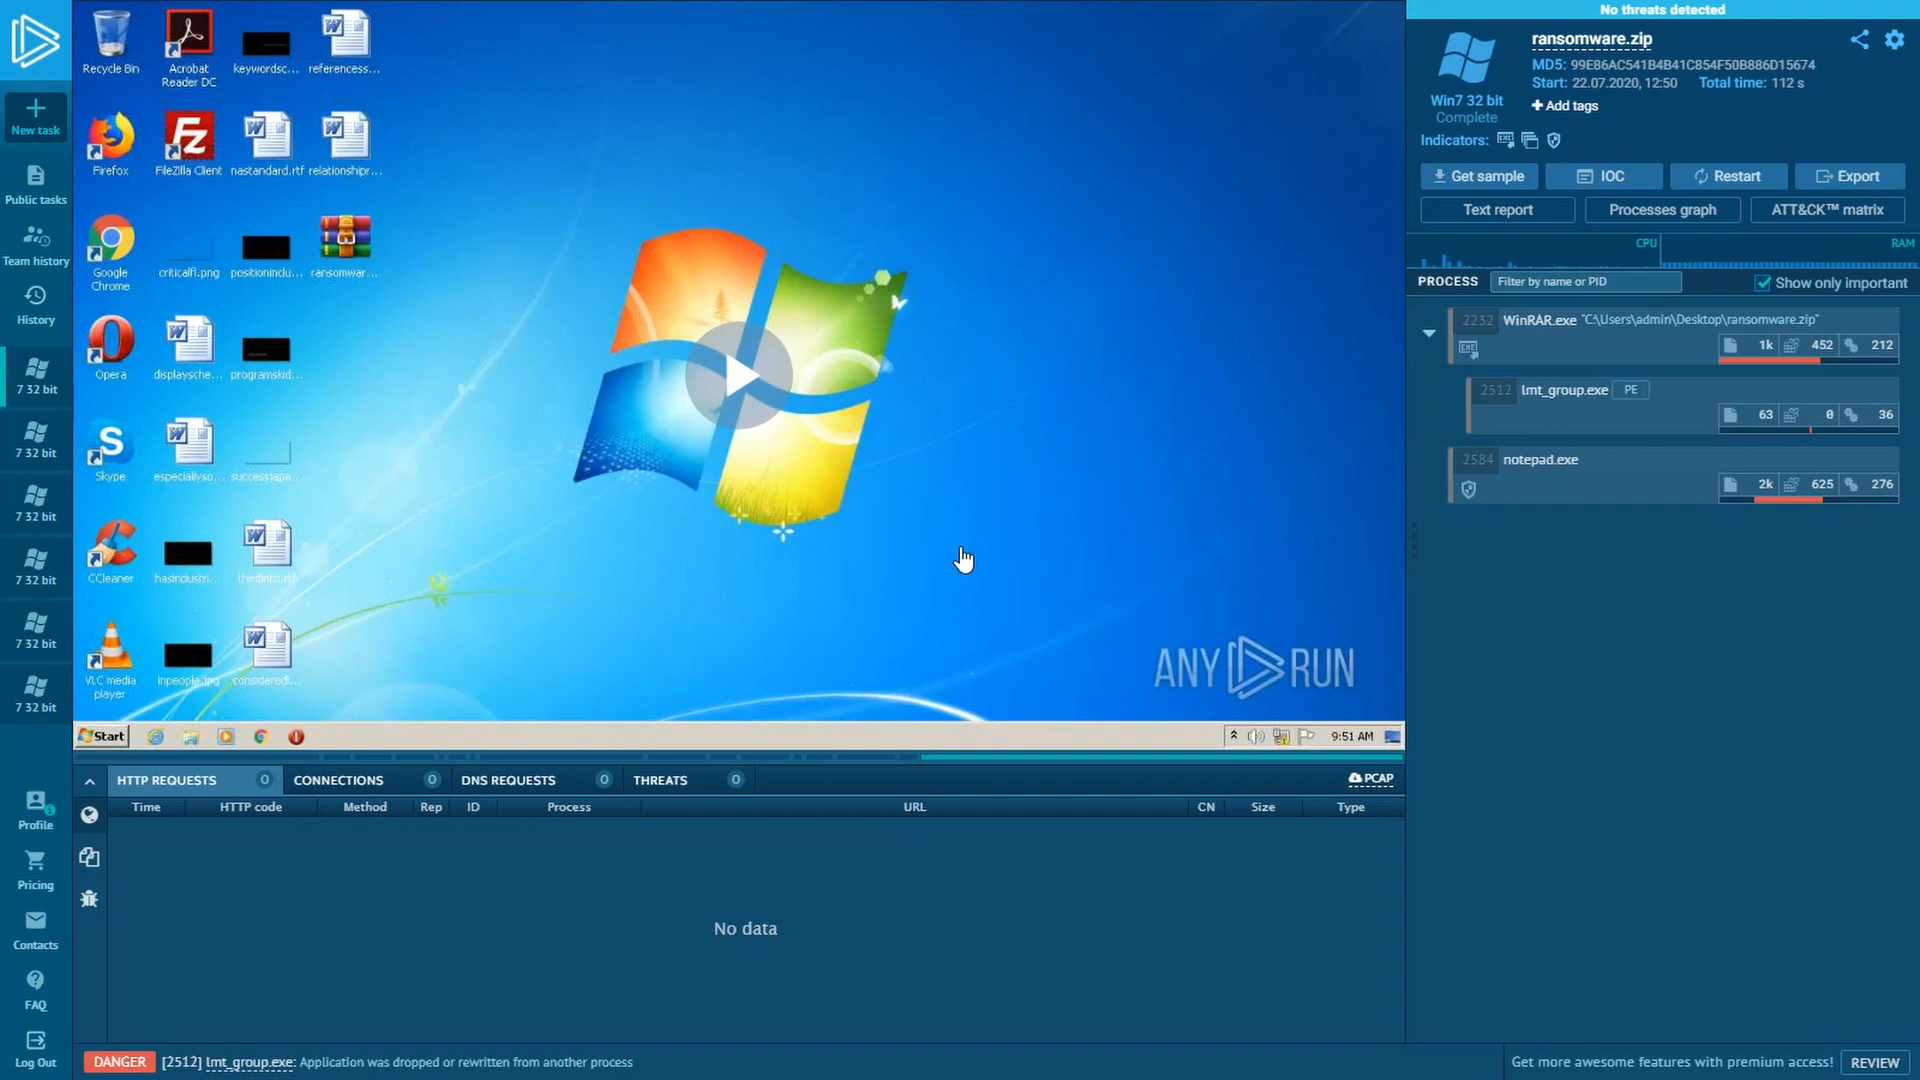 No threats detected
ransomware.zip
MD5: 99E86AC541B4B41C854F50B886D15674
Start: 22.07.2020, 12:50 Total time: 112 s
Win7 32 bit
Complete
+ Add tags
Indicators:
Get sample
IOC
Restart
Export
Text report
Processes graph
ATT&CK™ matrix
CPU
RAM
PROCESS
Filter by name or PID
Show only important
2232 WinRAR.exe "C:\Users\admin\Desktop\ransomware.zip"
1k 452 212
2512 lmt_group.exe PE
63 0 36
2584 notepad.exe
2k 625 276
New task
Public tasks
Team history
History
7 32 bit
7 32 bit
7 32 bit
7 32 bit
7 32 bit
7 32 bit
Profile
Pricing
Contacts
FAQ
Log Out
Recycle Bin
Acrobat
Reader DC
keywordsc...
referencess...
Firefox
FileZilla Client
nastandard.rtf
relationshipr...
Google
Chrome
criticalfl.png
positioninclu...
ransomwar...
Opera
displaysche...
programskid...
Skype
especiallyso...
successjapa...
CCleaner
hasindustri...
thirdinto.rtf
VLC media
player
inpeople.jpg
consideredl...
ANY RUN
Start
9:51 AM
HTTP REQUESTS 0
CONNECTIONS 0
DNS REQUESTS 0
THREATS 0
PCAP
Time HTTP code Method Rep ID Process URL CN Size Type
No data
DANGER [2512] lmt_group.exe: Application was dropped or rewritten from another process
Get more awesome features with premium access! REVIEW